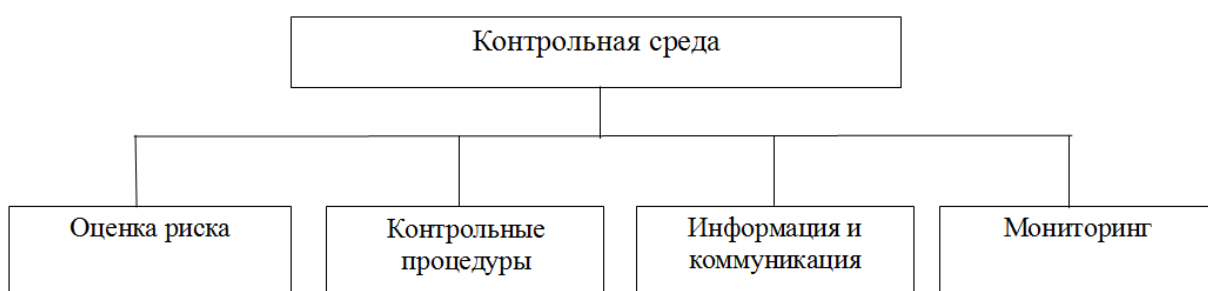 Контрольная среда
Оценка риска
Контрольные
процедуры
Информация и
коммуникация
Мониторинг